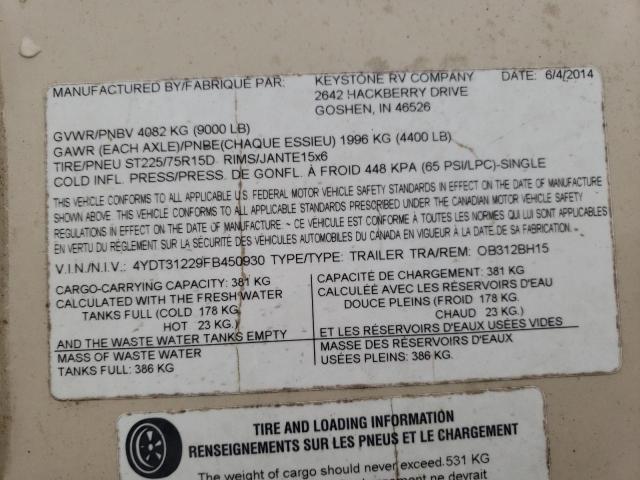 MANUFACTURED BY/FABRIQUÉ PAR: KEYSTONE RV COMPANY DATE: 6/4/2014
2642 HACKBERRY DRIVE
GOSHEN, IN 46526
GVWR/PNBV 4082 KG (9000 LB)
GAWR (EACH AXLE)/PNBE(CHAQUE ESSIEU) 1996 KG (4400 LB)
TIRE/PNEU ST225/75R15D RIMS/JANTE15x6
COLD INFL. PRESS/PRESS. DE GONFL. À FROID 448 KPA (65 PSI/LPC)-SINGLE
THIS VEHICLE CONFORMS TO ALL APPLICABLE U.S. FEDERAL MOTOR VEHICLE SAFETY STANDARDS IN EFFECT ON THE DATE OF MANUFACTURE
SHOWN ABOVE. THIS VEHICLE CONFORMS TO ALL APPLICABLE STANDARDS PRESCRIBED UNDER THE CANADIAN MOTOR VEHICLE SAFETY
REGULATIONS IN EFFECT ON THE DATE OF MANUFACTURE. ~ CE VÉHICULE EST CONFORME À TOUTES LES NORMES QUI LUI SONT APPLICABLES
EN VERTU DU RÈGLEMENT SUR LA SÉCURITÉ DES VÉHICULES AUTOMOBILES DU CANADA EN VIGUEUR À LA DATE DE SA FABRICATION.
V.I.N./N.I.V.: 4YDT31229FB450930 TYPE/TYPE: TRAILER TRA/REM: OB312BH15
CARGO-CARRYING CAPACITY: 381 KG
CALCULATED WITH THE FRESH WATER
TANKS FULL (COLD 178 KG.)
HOT 23 KG.)
AND THE WASTE WATER TANKS EMPTY
MASS OF WASTE WATER
TANKS FULL: 386 KG
CAPACITÉ DE CHARGEMENT: 381 KG
CALCULÉE AVEC LES RÉSERVOIRS D'EAU
DOUCE PLEINS (FROID 178 KG.
CHAUD 23 KG.)
ET LES RÉSERVOIRS D'EAUX USÉES VIDES
MASSE DES RÉSERVOIRS D'EAUX
USÉES PLEINS: 386 KG.
TIRE AND LOADING INFORMATION
RENSEIGNEMENTS SUR LES PNEUS ET LE CHARGEMENT
The weight of cargo should never exceed 531 KG
ne devrait